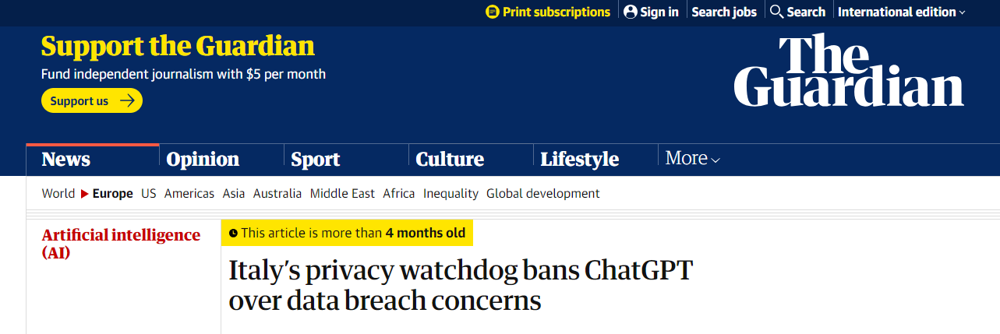 Print subscriptions Sign in Search jobs Search International edition
Support the Guardian
Fund independent journalism with $5 per month
Support us
The
Guardian
News Opinion Sport Culture Lifestyle More
World Europe US Americas Asia Australia Middle East Africa Inequality Global development
Artificial intelligence
(AI)
This article is more than 4 months old
Italy’s privacy watchdog bans ChatGPT
over data breach concerns